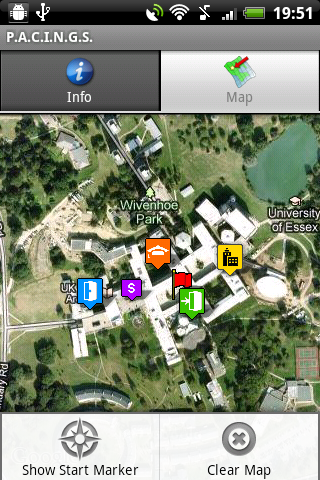 19:51
P.A.C.I.N.G.S.
Info
Map
Wivenhoe
Park
University
of Essex
UK
$
Show Start Marker
Clear Map